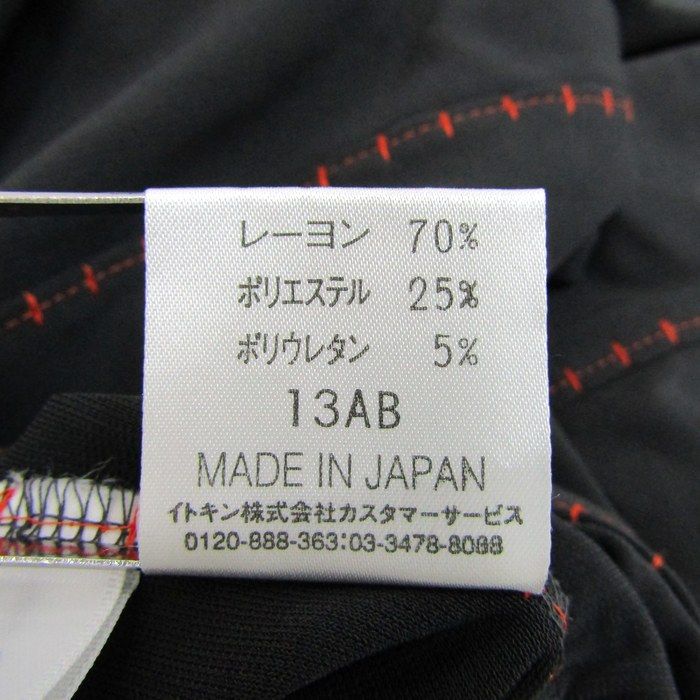 レーヨン 70%
ポリエステル 25%
ポリウレタン 5%
13AB
MADE IN JAPAN
イトキン株式会社カスタマーサービス
0120-888-363:03-3478-8088